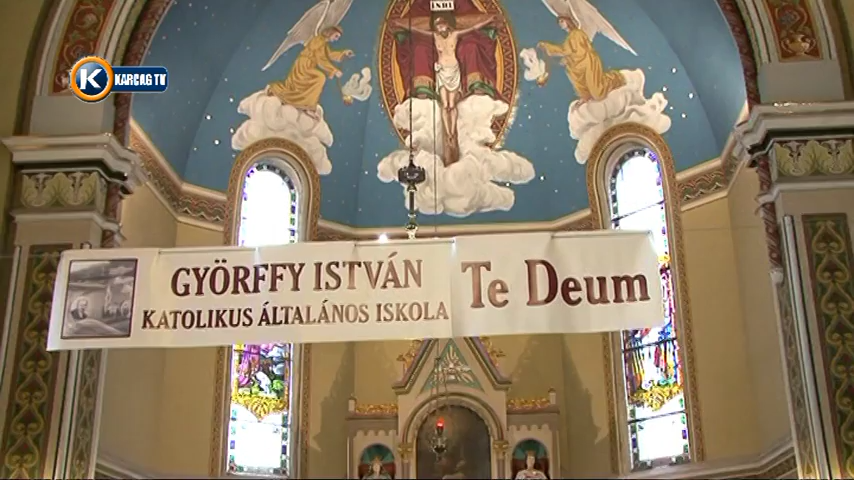 INRI
K KARCAG TV
GYÖRFFY ISTVÁN
KATOLIKUS ÁLTALÁNOS ISKOLA
Te Deum